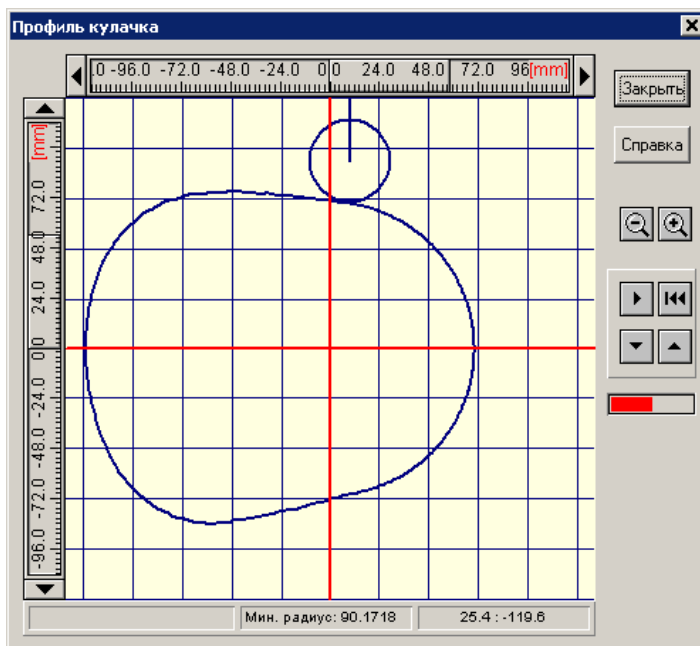 Профиль кулачка
.0 -96.0 -72.0 -48.0 -24.0 0.0 24.0 48.0 72.0 96[mm]
Закрыть
Справка
[mm]
72.0
48.0
24.0
0.0
-24.0
-48.0
-72.0
-96.0
Мин. радиус: 90.1718
25.4 : -119.6